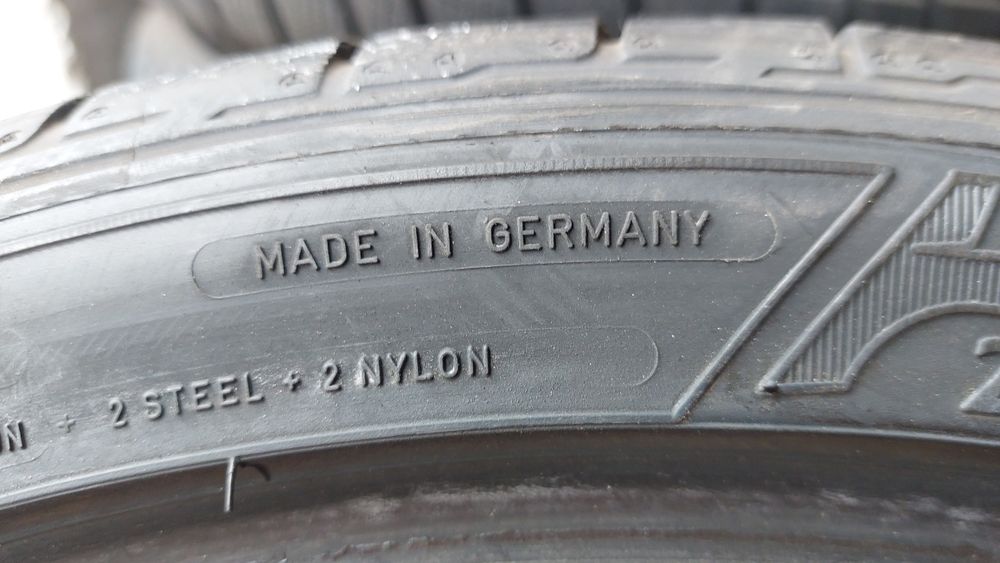 MADE IN GERMANY
+ 2 STEEL + 2 NYLON